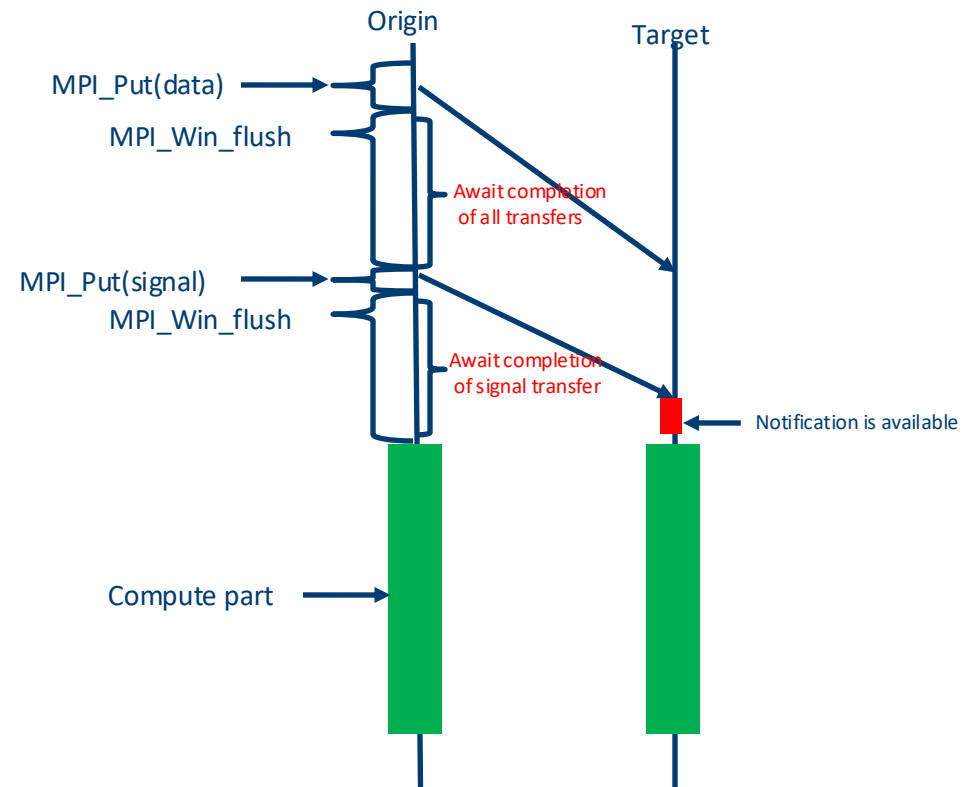 Origin
Target
MPI_Put(data)
MPI_Win_flush
Await completion
of all transfers
MPI_Put(signal)
MPI_Win_flush
Await completion
of signal transfer
Notification is available
Compute part